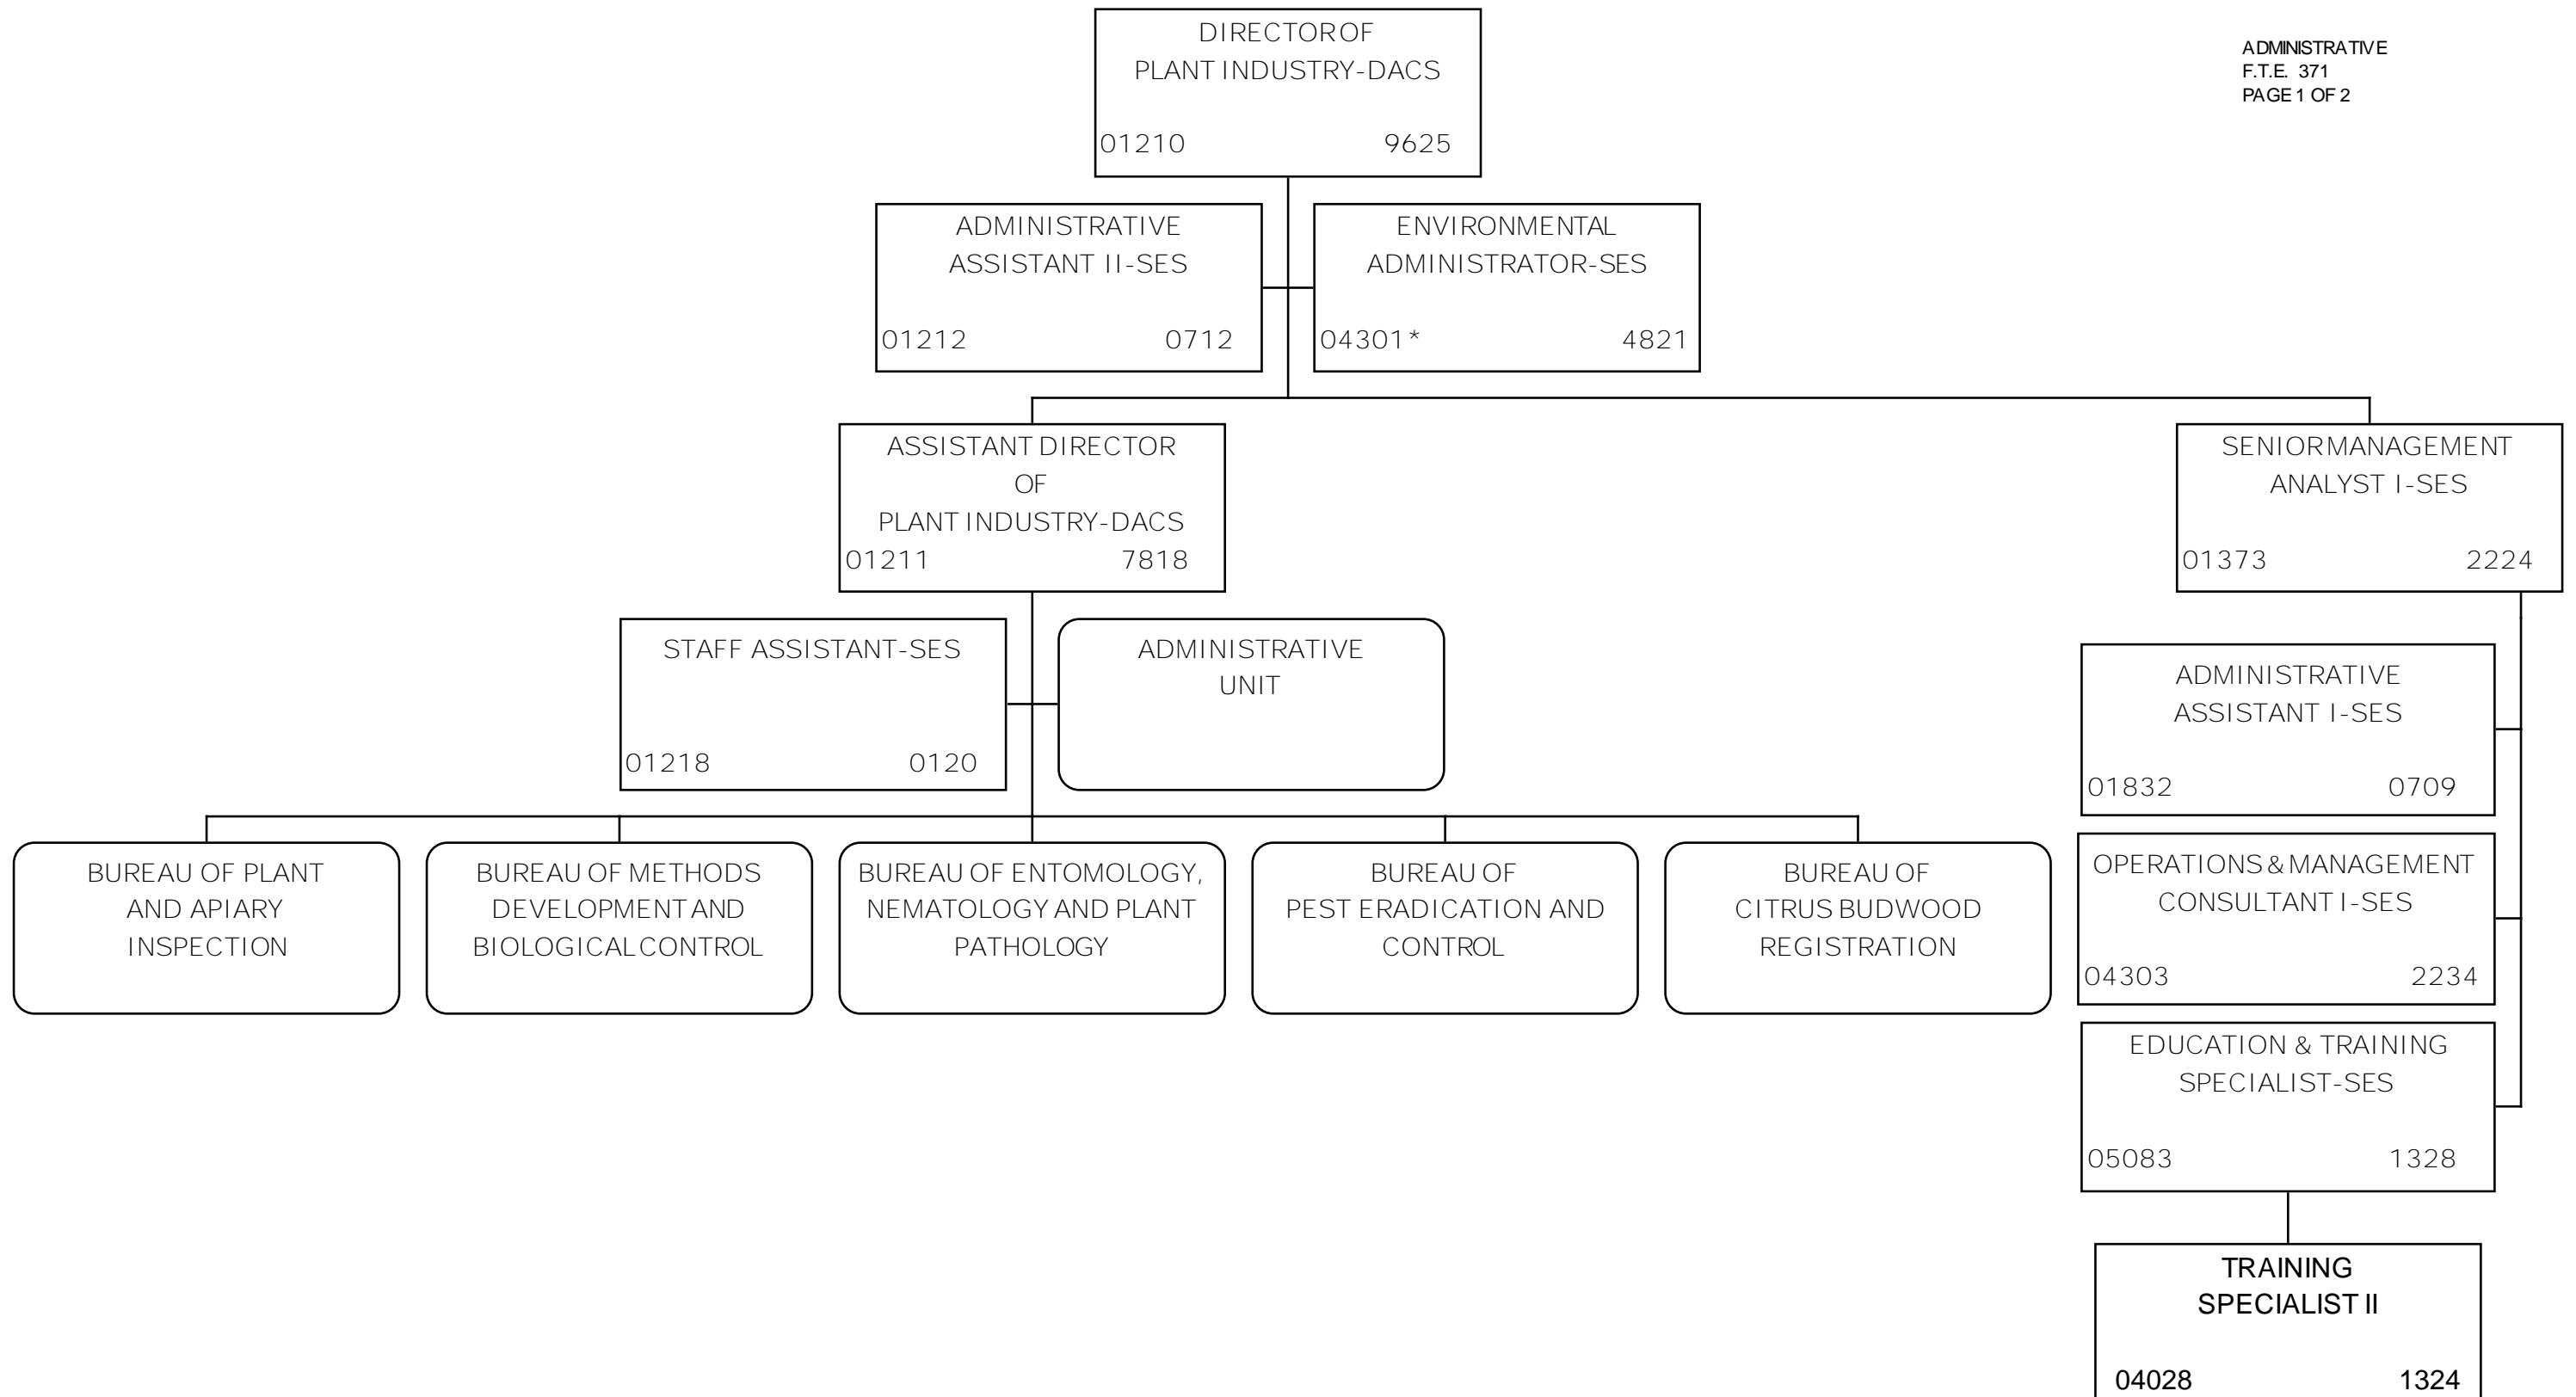 DIRECTOR OF
PLANT INDUSTRY-DACS
01210 9625
ADMINISTRATIVE
F.T.E. 371
PAGE 1 OF 2
ADMINISTRATIVE
ASSISTANT II-SES
01212 0712
ENVIRONMENTAL
ADMINISTRATOR-SES
04301* 4821
ASSISTANT DIRECTOR
OF
PLANT INDUSTRY-DACS
01211 7818
SENIOR MANAGEMENT
ANALYST I-SES
01373 2224
STAFF ASSISTANT-SES
01218 0120
ADMINISTRATIVE
UNIT
ADMINISTRATIVE
ASSISTANT I-SES
01832 0709
BUREAU OF PLANT
AND APIARY
INSPECTION
BUREAU OF METHODS
DEVELOPMENT AND
BIOLOGICAL CONTROL
BUREAU OF ENTOMOLOGY,
NEMATOLOGY AND PLANT
PATHOLOGY
BUREAU OF
PEST ERADICATION AND
CONTROL
BUREAU OF
CITRUS BUDWOOD
REGISTRATION
OPERATIONS & MANAGEMENT
CONSULTANT I-SES
04303 2234
EDUCATION & TRAINING
SPECIALIST-SES
05083 1328
TRAINING
SPECIALIST II
04028 1324